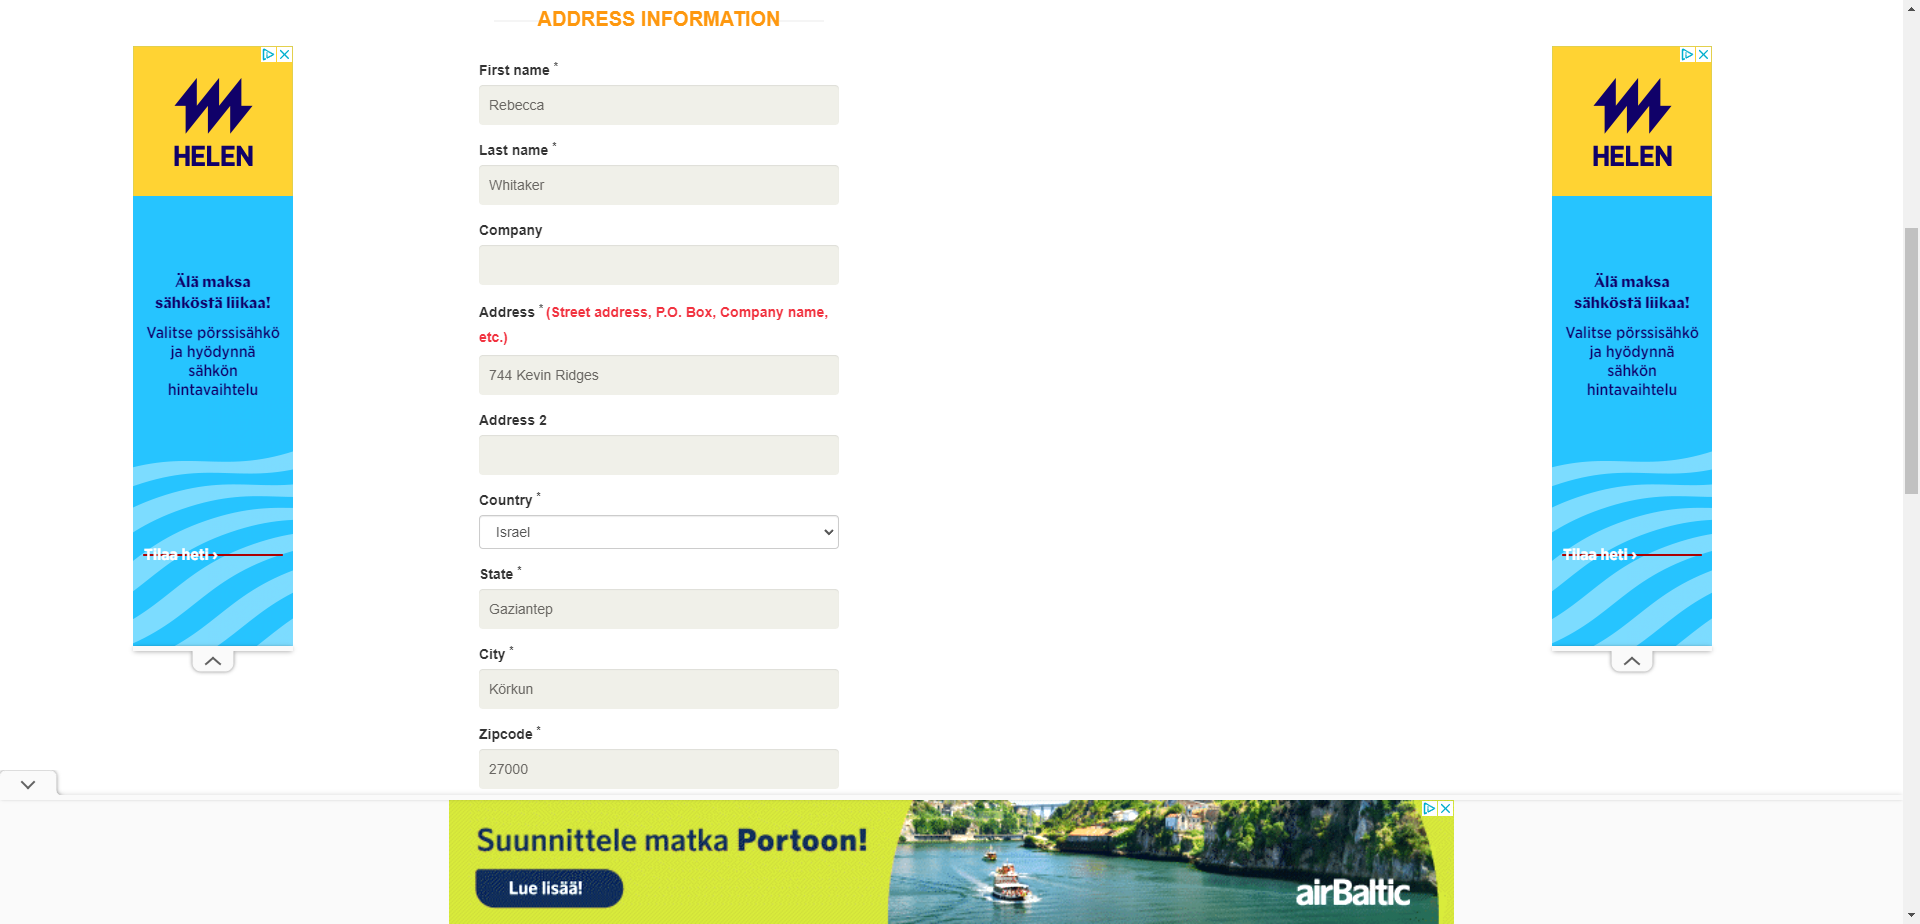 ADDRESS INFORMATION
First name *
Rebecca
Last name *
Whitaker
Company
Address * (Street address, P.O. Box, Company name,
etc.)
744 Kevin Ridges
Address 2
Country *
Israel
State *
Gaziantep
City *
Körkun
Zipcode *
27000
HELEN
Älä maksa
sähköstä liikaa!
Valitse pörssisähkö
ja hyödynnä
sähkön
hintavaihtelu
Tilaa heti ›
HELEN
Älä maksa
sähköstä liikaa!
Valitse pörssisähkö
ja hyödynnä
sähkön
hintavaihtelu
Tilaa heti ›
Suunnittele matka Portoon!
Lue lisää!
airBaltic